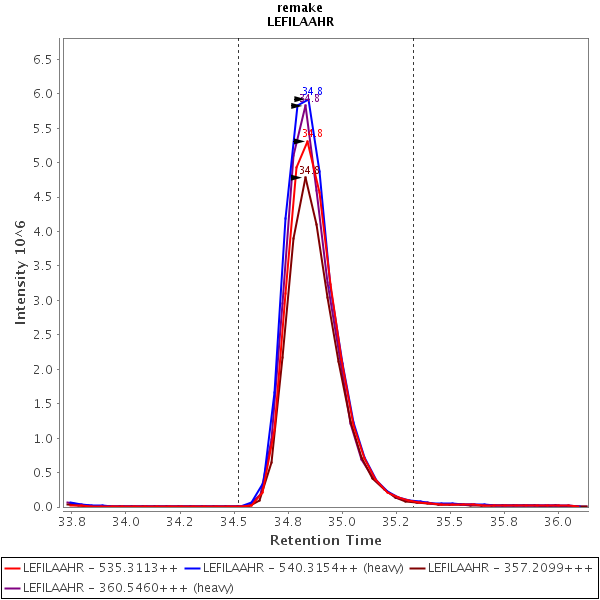 remake
LEFILAAHR
34.8
34.8
34.8
34.8
Intensity 10^6
6.5
6.0
5.5
5.0
4.5
4.0
3.5
3.0
2.5
2.0
1.5
1.0
0.5
0.0
33.8 34.0 34.2 34.5 34.8 35.0 35.2 35.5 35.8 36.0
Retention Time
LEFILAAHR - 535.3113++ LEFILAAHR - 540.3154++ (heavy) LEFILAAHR - 357.2099+++
LEFILAAHR - 360.5460+++ (heavy)